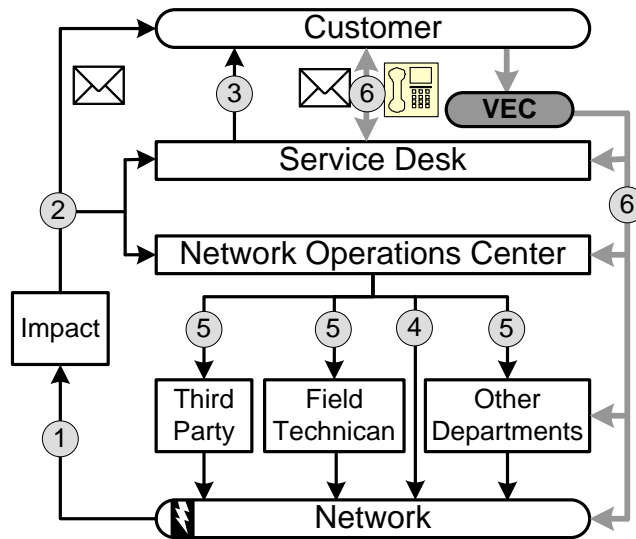 Customer
3
6
VEC
Service Desk
2
6
Network Operations Center
Impact
5
5
4
5
Third
Party
Field
Technican
Other
Departments
1
Network